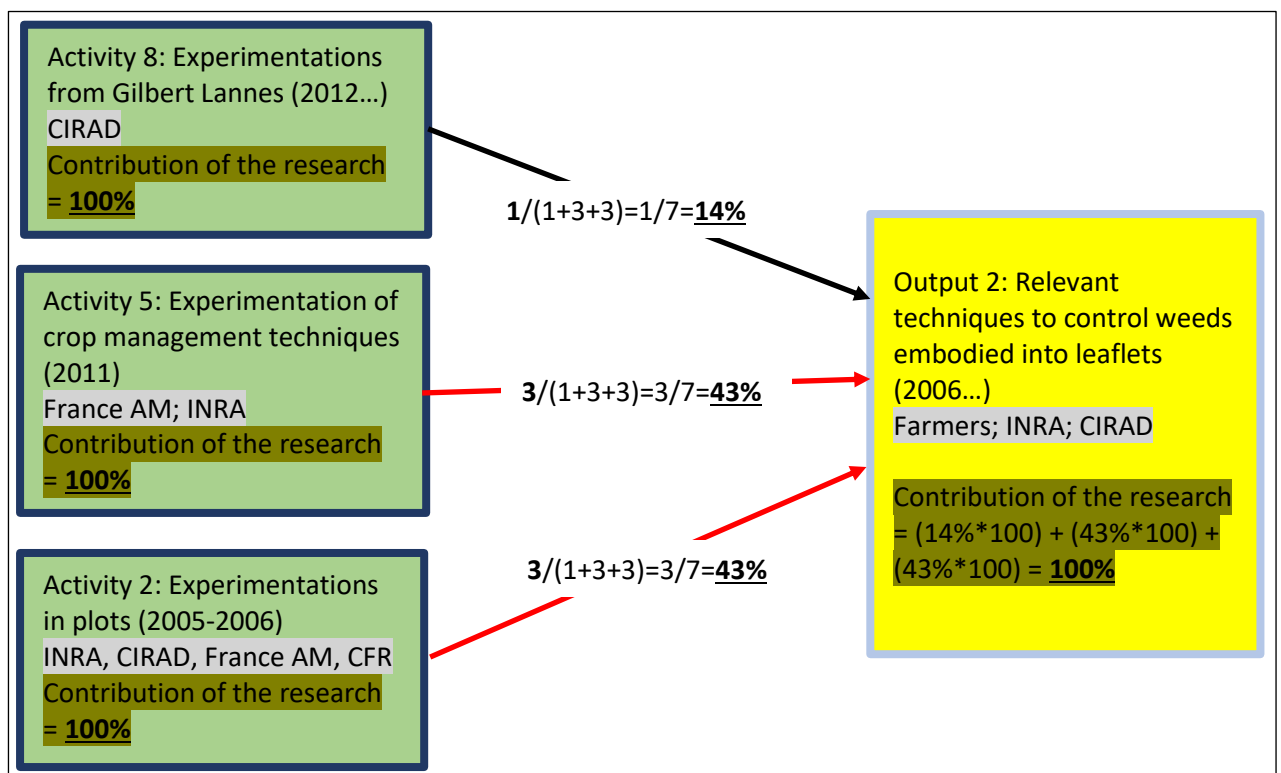 Activity 8: Experimentations
from Gilbert Lannes (2012…)
CIRAD
Contribution of the research
= 100%
1/(1+3+3)=1/7=14%
Activity 5: Experimentation of
crop management techniques
(2011)
France AM; INRA
Contribution of the research
= 100%
3/(1+3+3)=3/7=43%
Activity 2: Experimentations
in plots (2005-2006)
INRA, CIRAD, France AM, CFR
Contribution of the research
= 100%
3/(1+3+3)=3/7=43%
Output 2: Relevant
techniques to control weeds
embodied into leaflets
(2006…)
Farmers; INRA; CIRAD
Contribution of the research
= (14%*100) + (43%*100) +
(43%*100) = 100%